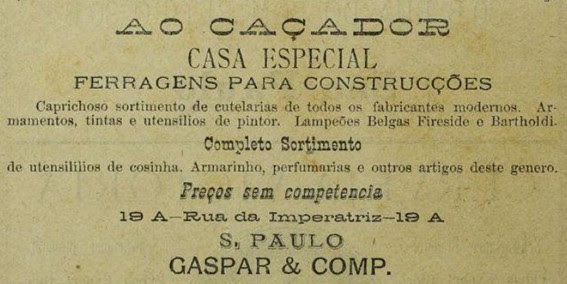 AO CAÇADOR
CASA ESPECIAL
FERRAGENS PARA CONSTRUCÇÕES
Caprichoso sortimento de cutelarias de todos os fabricantes modernos. Ar-
mamentos, tintas e utensilios de pintor. Lampeões Belgas Fireside e Bartholdi.
Completo Sortimento
de utensililios de cosinha. Armarinho, perfumarias e outros artigos deste genero.
Preços sem competencia
19 A—Rua da Imperatriz—19 A
S. PAULO
GASPAR & COMP.